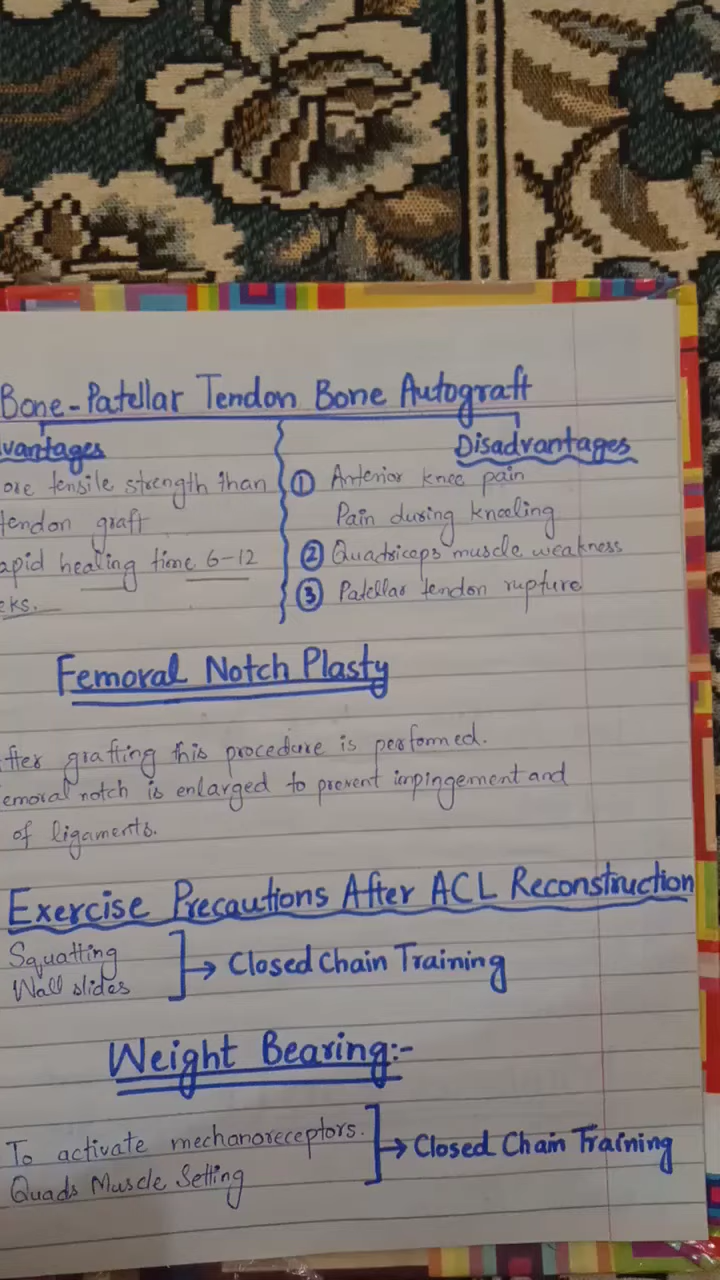 Bone-Patellar Tendon Bone Autograft
vantages
ore tensile strength than
tendon graft
apid healing time 6-12
eks.
Disadvantages
① Anterior knee pain
Pain during kneeling
② Quadriceps muscle weakness
③ Patellar tendon rupture
Femoral Notch Plasty
fter grafting this procedure is performed.
emoral notch is enlarged to prevent impingement and
of ligaments.
Exercise Precautions After ACL Reconstruction
Squatting
Wall slides
→ Closed Chain Training
Weight Bearing:-
To activate mechanoreceptors.
Quads Muscle Setting
→ Closed Chain Training